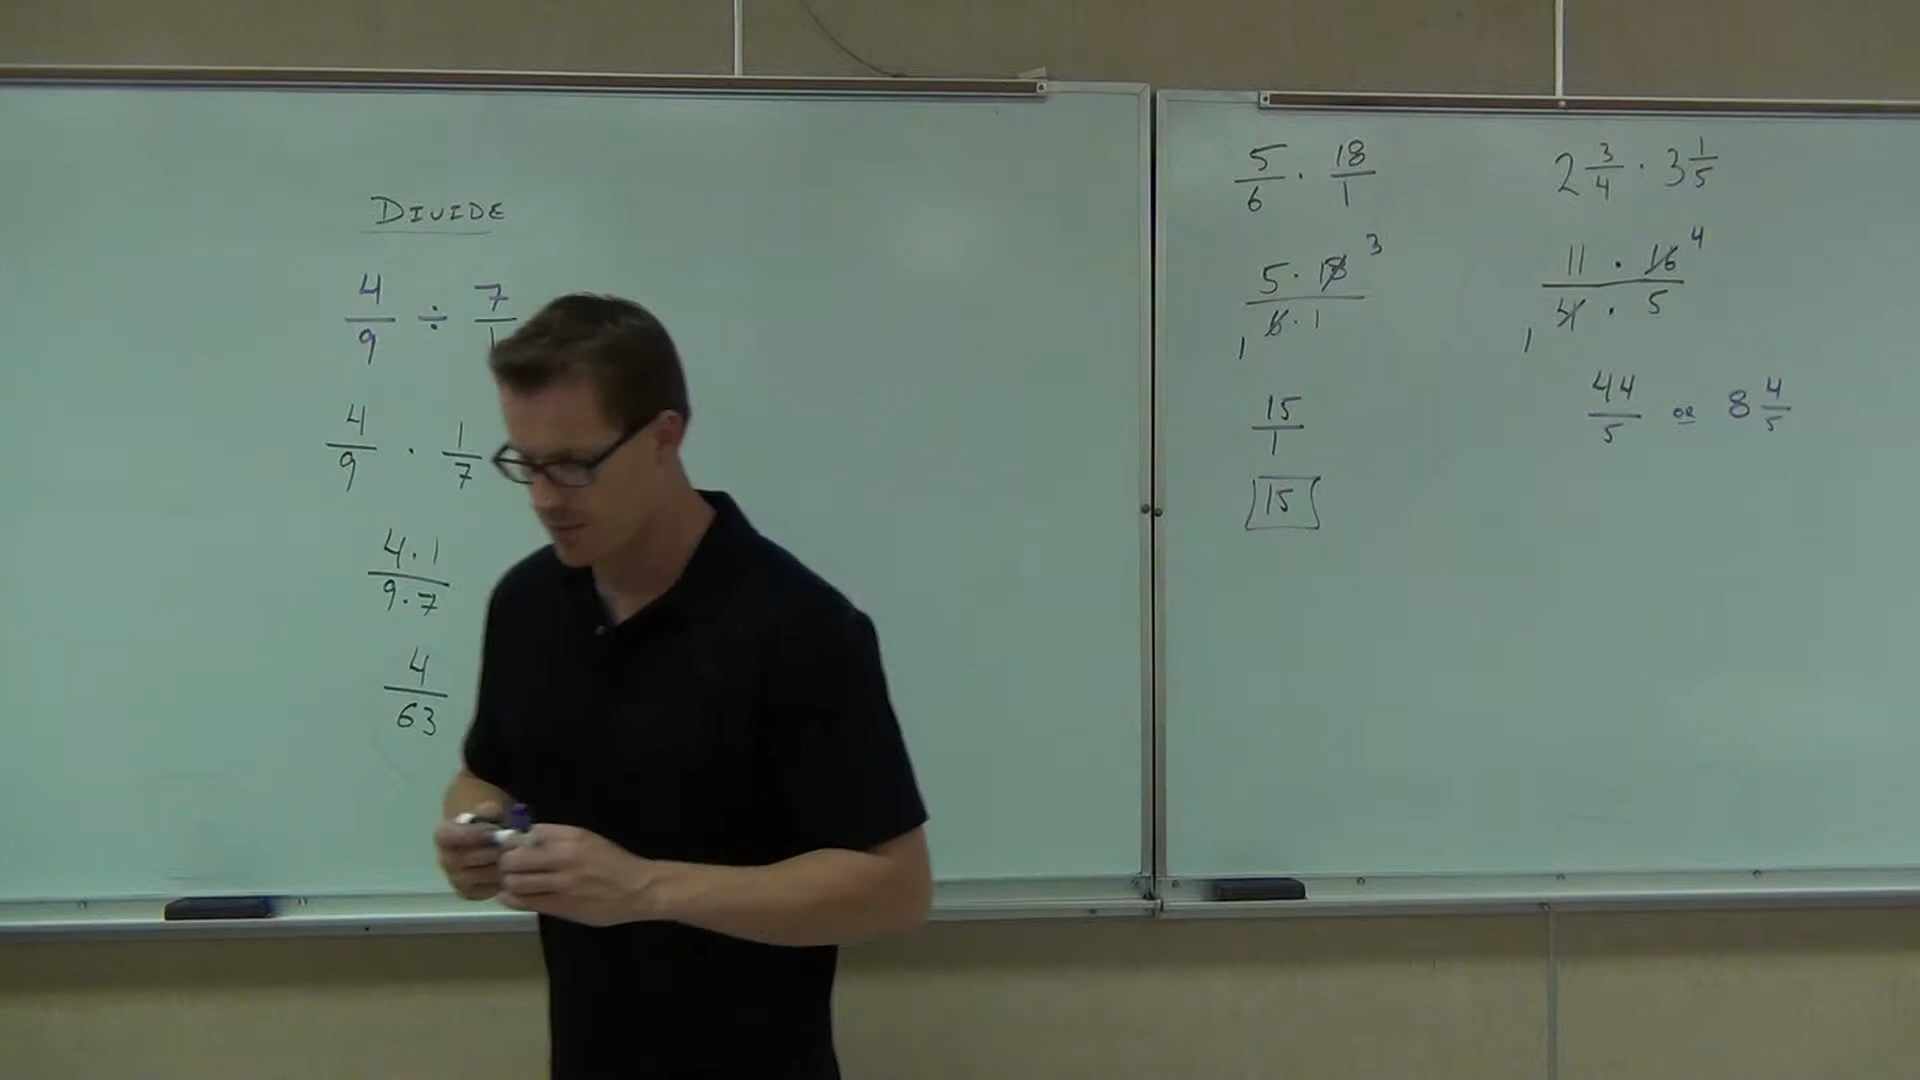 DIVIDE
4/9 ÷ 7/1
4/9 · 1/7
4·1/9·7
4/63
5/6 · 18/1
5·18/6·1 3 1
15/1
15
2 3/4 · 3 1/5
11·16/4·5 4 1
44/5 or 8 4/5